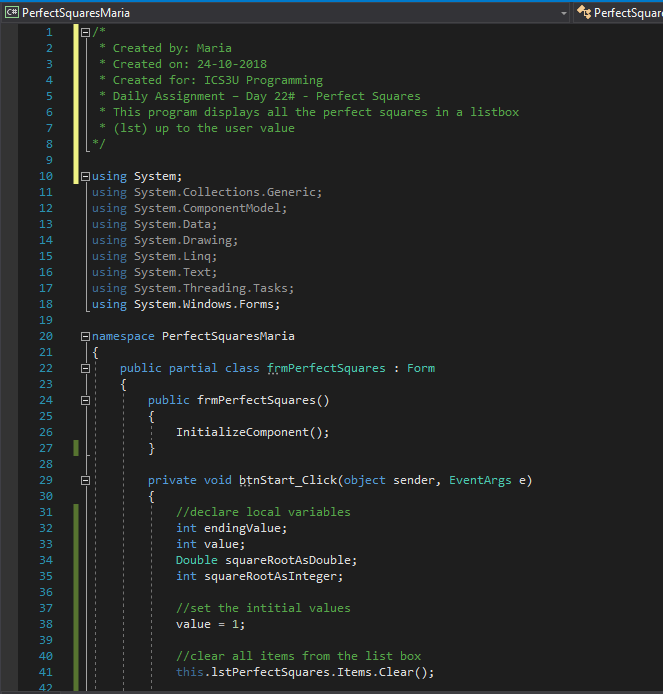 C# PerfectSquaresMaria PerfectSquare
1 /*
2 * Created by: Maria
3 * Created on: 24-10-2018
4 * Created for: ICS3U Programming
5 * Daily Assignment – Day 22# - Perfect Squares
6 * This program displays all the perfect squares in a listbox
7 * (lst) up to the user value
8 */
9
10 using System;
11 using System.Collections.Generic;
12 using System.ComponentModel;
13 using System.Data;
14 using System.Drawing;
15 using System.Linq;
16 using System.Text;
17 using System.Threading.Tasks;
18 using System.Windows.Forms;
19
20 namespace PerfectSquaresMaria
21 {
22 public partial class frmPerfectSquares : Form
23 {
24 public frmPerfectSquares()
25 {
26 InitializeComponent();
27 }
28
29 private void btnStart_Click(object sender, EventArgs e)
30 {
31 //declare local variables
32 int endingValue;
33 int value;
34 Double squareRootAsDouble;
35 int squareRootAsInteger;
36
37 //set the intitial values
38 value = 1;
39
40 //clear all items from the list box
41 this.lstPerfectSquares.Items.Clear();
42